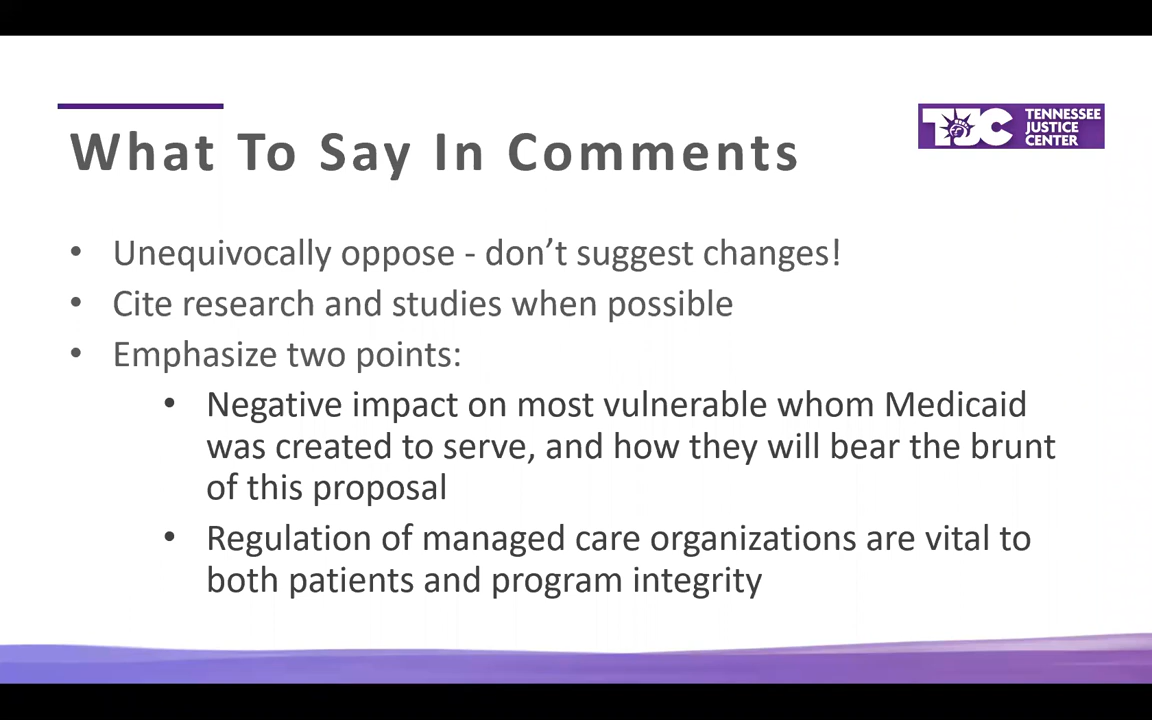 What To Say In Comments
TJC
TENNESSEE
JUSTICE
CENTER
• Unequivocally oppose - don’t suggest changes!
• Cite research and studies when possible
• Emphasize two points:
• Negative impact on most vulnerable whom Medicaid
was created to serve, and how they will bear the brunt
of this proposal
• Regulation of managed care organizations are vital to
both patients and program integrity